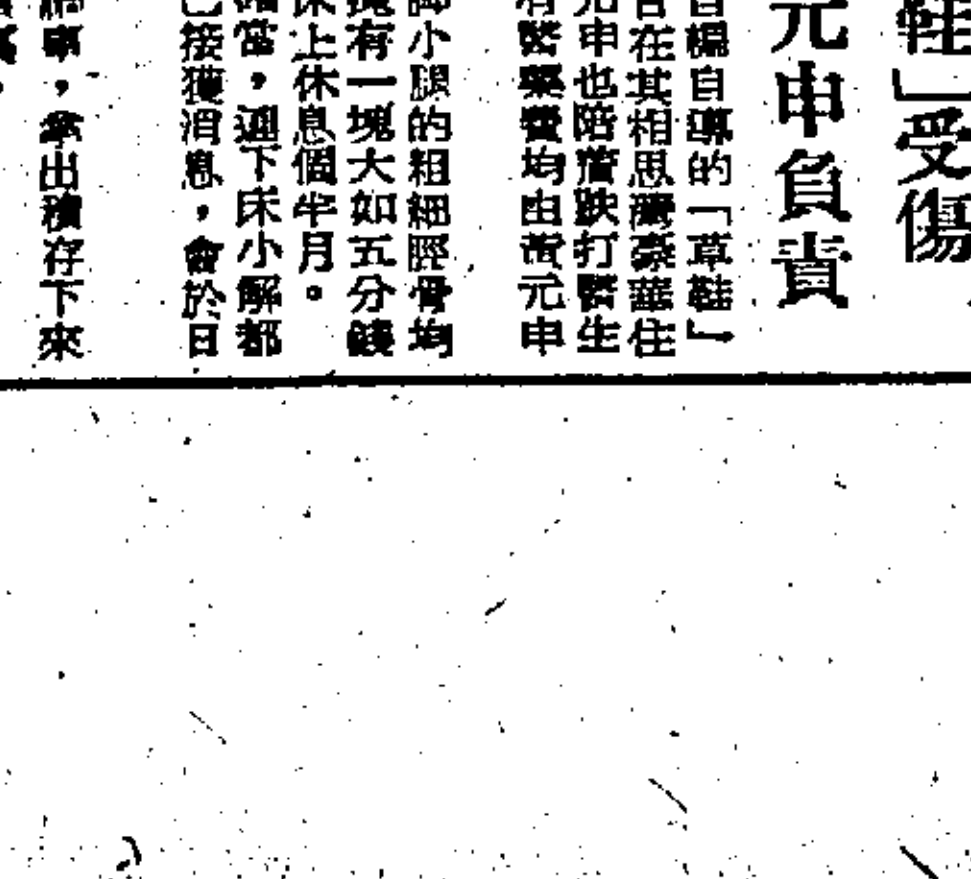 鞋」受傷
元申負責
自編自導的「草鞋」
在其相思灣豪華住
元申也陪着跌打醫生
有醫藥費均由黃元申
脚小腿的粗細脛骨均
有一塊大如五分錢
床上休息個半月。
當,連下床小解都
已接獲消息,會於日
事,拿出積存下來